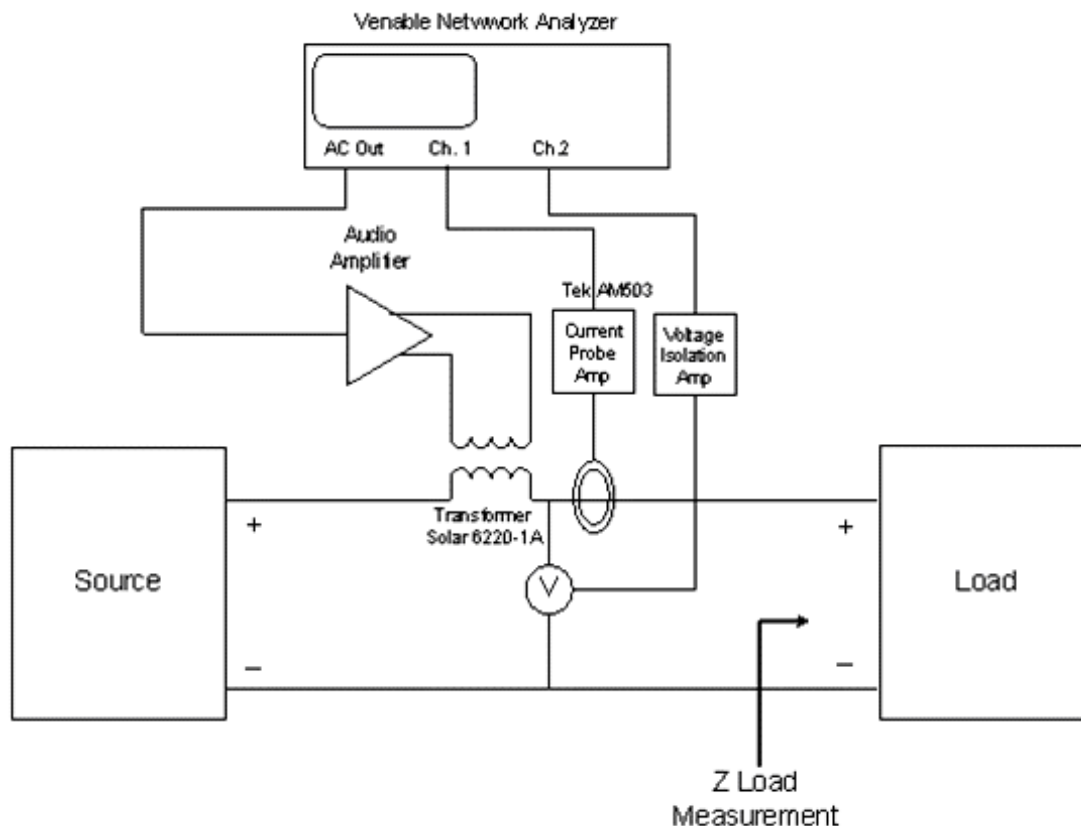 Venable Netvwork Analyzer
AC Out
Ch. 1
Ch.2
Audio
Amplifier
Tek AM503
Current
Probe
Amp
Voltage
Isolation
Amp
Transformer
Solar 6220-1A
+
+
Source
V
Load
−
−
Z Load
Measurement